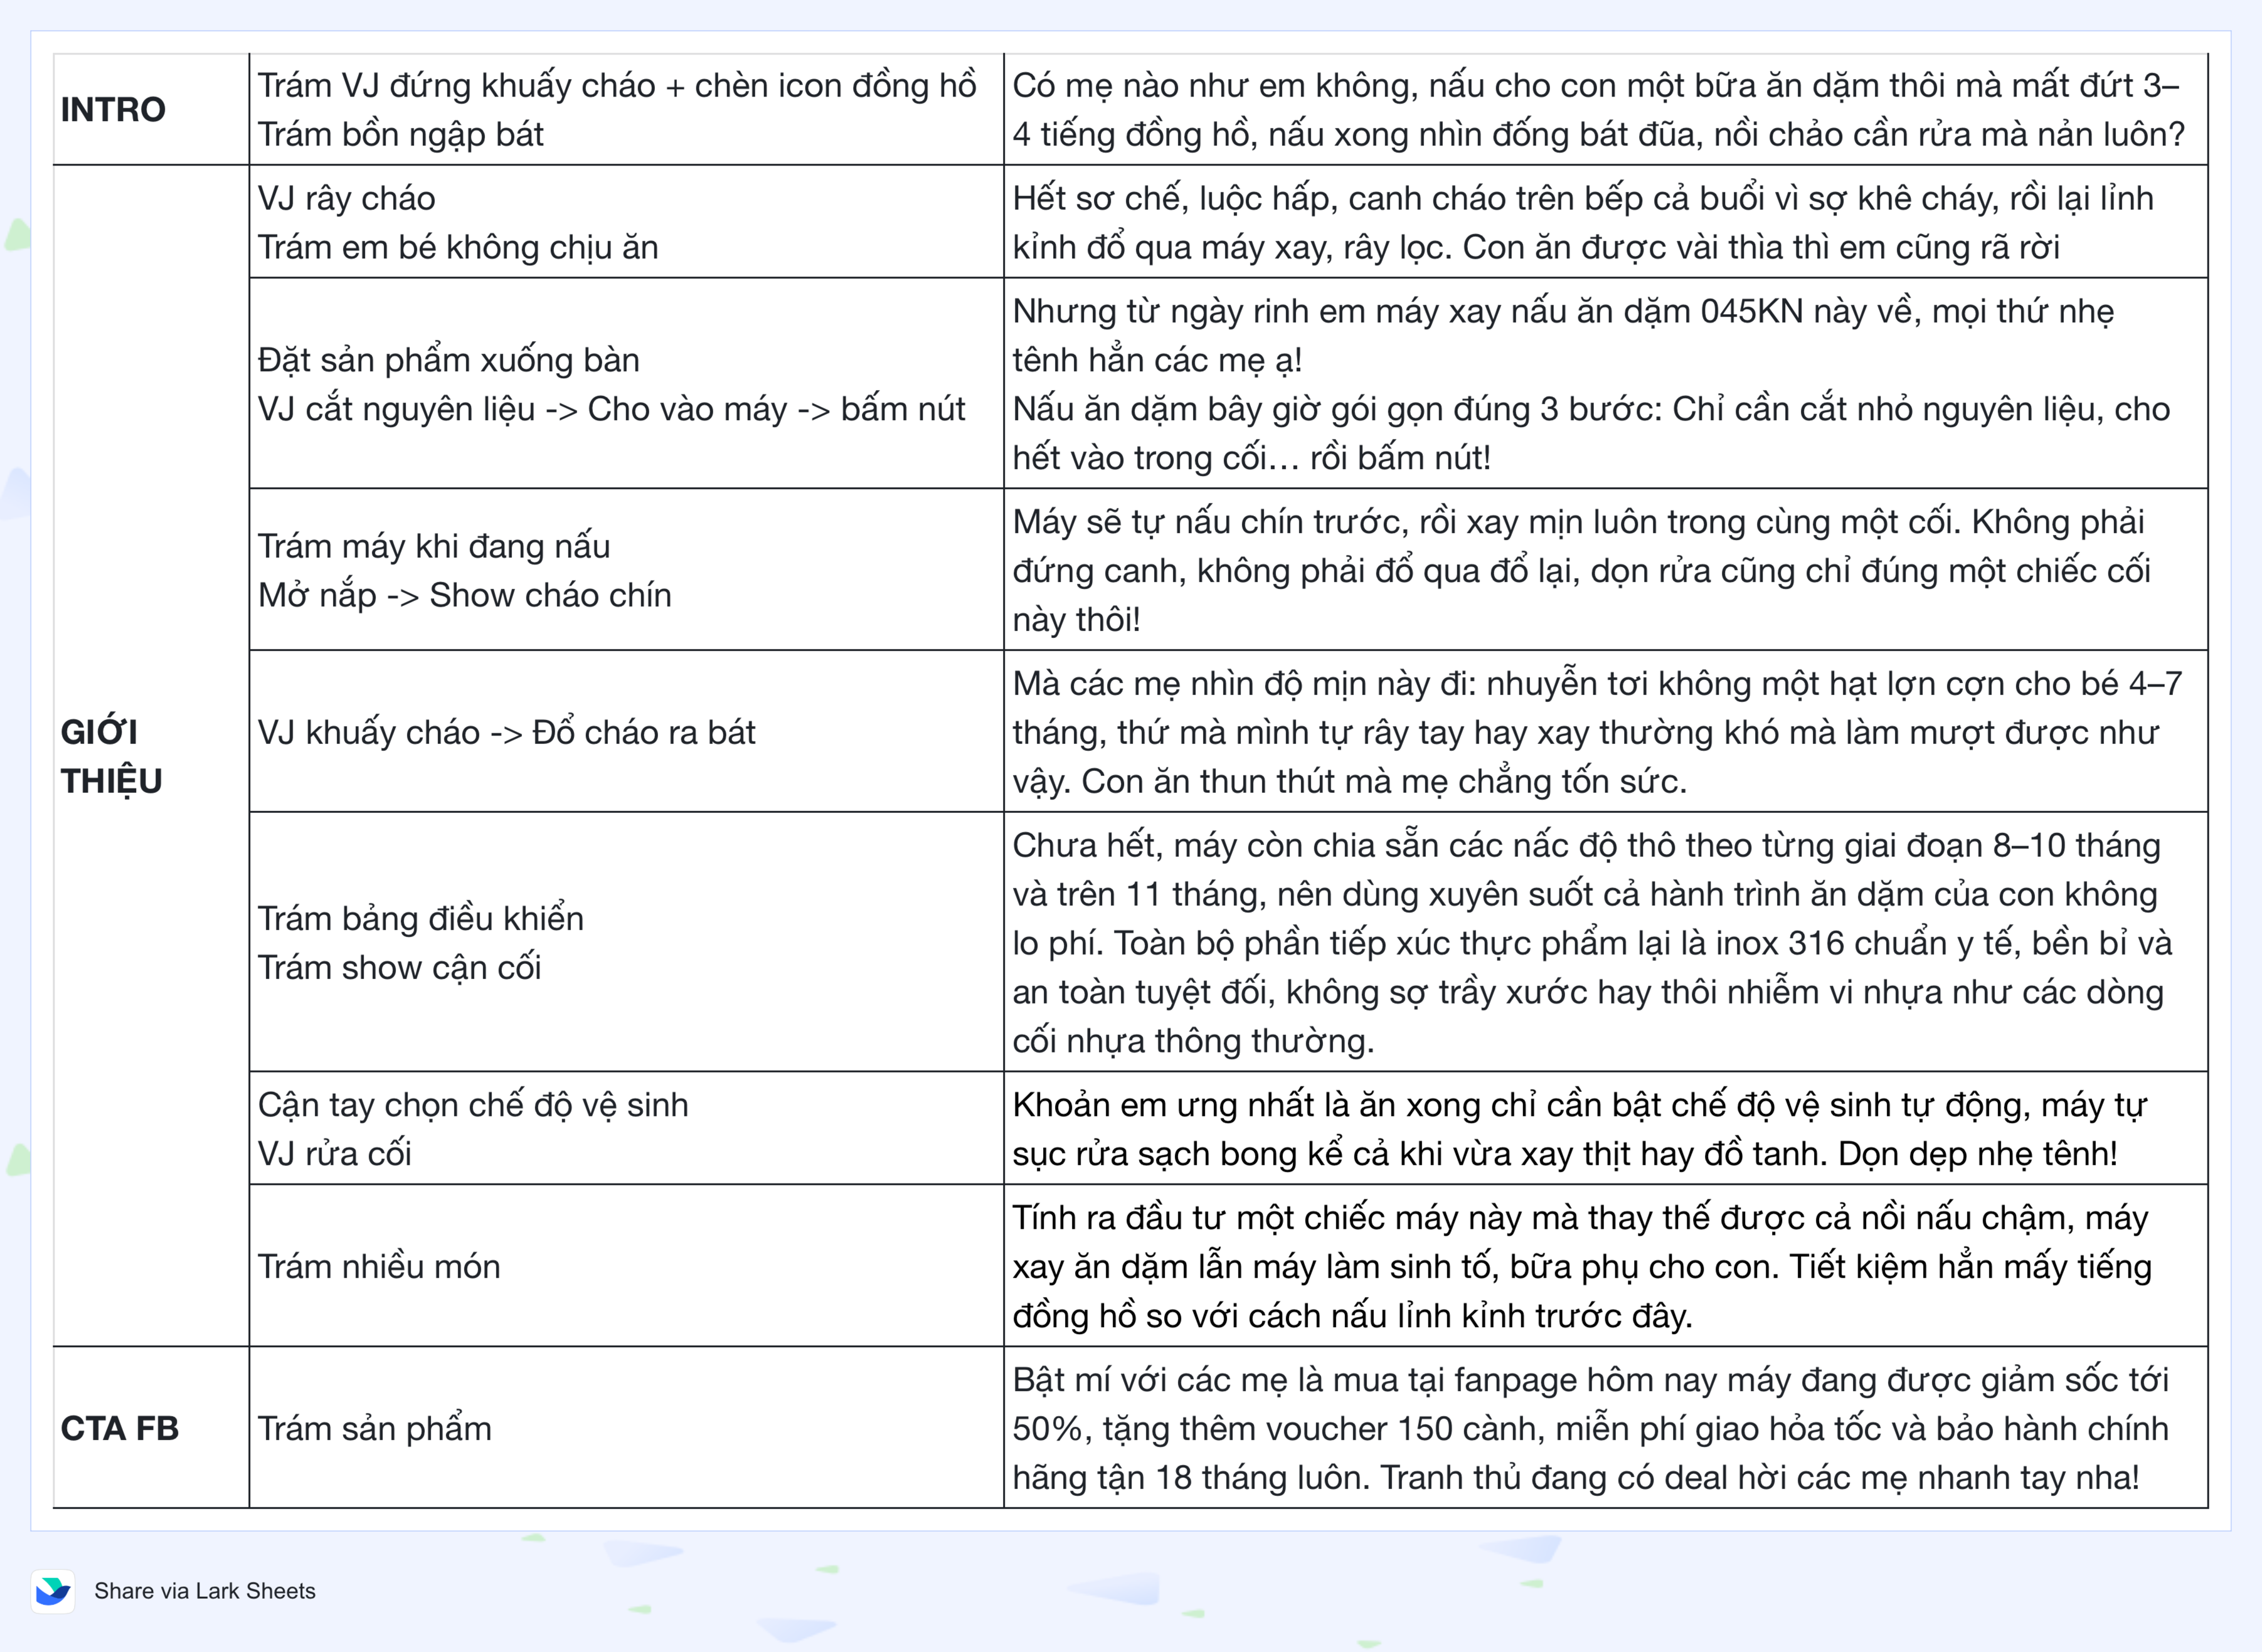 INTRO
Trám VJ đứng khuấy cháo + chèn icon đồng hồ
Trám bồn ngập bát
Có mẹ nào như em không, nấu cho con một bữa ăn dặm thôi mà mất đứt 3–
4 tiếng đồng hồ, nấu xong nhìn đống bát đũa, nồi chảo cần rửa mà nản luôn?
GIỚI
THIỆU
VJ rây cháo
Trám em bé không chịu ăn
Hết sơ chế, luộc hấp, canh cháo trên bếp cả buổi vì sợ khê cháy, rồi lại lỉnh
kỉnh đổ qua máy xay, rây lọc. Con ăn được vài thìa thì em cũng rã rời
Đặt sản phẩm xuống bàn
VJ cắt nguyên liệu -> Cho vào máy -> bấm nút
Nhưng từ ngày rinh em máy xay nấu ăn dặm 045KN này về, mọi thứ nhẹ
tênh hẳn các mẹ ạ!
Nấu ăn dặm bây giờ gói gọn đúng 3 bước: Chỉ cần cắt nhỏ nguyên liệu, cho
hết vào trong cối… rồi bấm nút!
Trám máy khi đang nấu
Mở nắp -> Show cháo chín
Máy sẽ tự nấu chín trước, rồi xay mịn luôn trong cùng một cối. Không phải
đứng canh, không phải đổ qua đổ lại, dọn rửa cũng chỉ đúng một chiếc cối
này thôi!
VJ khuấy cháo -> Đổ cháo ra bát
Mà các mẹ nhìn độ mịn này đi: nhuyễn tơi không một hạt lợn cợn cho bé 4–7
tháng, thứ mà mình tự rây tay hay xay thường khó mà làm mượt được như
vậy. Con ăn thun thút mà mẹ chẳng tốn sức.
Trám bảng điều khiển
Trám show cận cối
Chưa hết, máy còn chia sẵn các nấc độ thô theo từng giai đoạn 8–10 tháng
và trên 11 tháng, nên dùng xuyên suốt cả hành trình ăn dặm của con không
lo phí. Toàn bộ phần tiếp xúc thực phẩm lại là inox 316 chuẩn y tế, bền bỉ và
an toàn tuyệt đối, không sợ trầy xước hay thôi nhiễm vi nhựa như các dòng
cối nhựa thông thường.
Cận tay chọn chế độ vệ sinh
VJ rửa cối
Khoản em ưng nhất là ăn xong chỉ cần bật chế độ vệ sinh tự động, máy tự
sục rửa sạch bong kể cả khi vừa xay thịt hay đồ tanh. Dọn dẹp nhẹ tênh!
Trám nhiều món
Tính ra đầu tư một chiếc máy này mà thay thế được cả nồi nấu chậm, máy
xay ăn dặm lẫn máy làm sinh tố, bữa phụ cho con. Tiết kiệm hẳn mấy tiếng
đồng hồ so với cách nấu lỉnh kỉnh trước đây.
CTA FB
Trám sản phẩm
Bật mí với các mẹ là mua tại fanpage hôm nay máy đang được giảm sốc tới
50%, tặng thêm voucher 150 cành, miễn phí giao hỏa tốc và bảo hành chính
hãng tận 18 tháng luôn. Tranh thủ đang có deal hời các mẹ nhanh tay nha!
Share via Lark Sheets